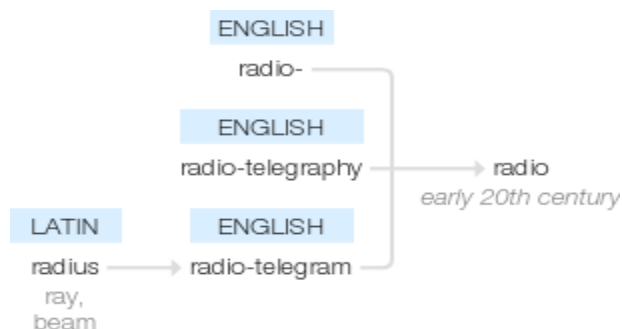 ENGLISH
radio-
ENGLISH
radio-telegraphy
radio
early 20th century
LATIN
ENGLISH
radius
radio-telegram
ray,
beam